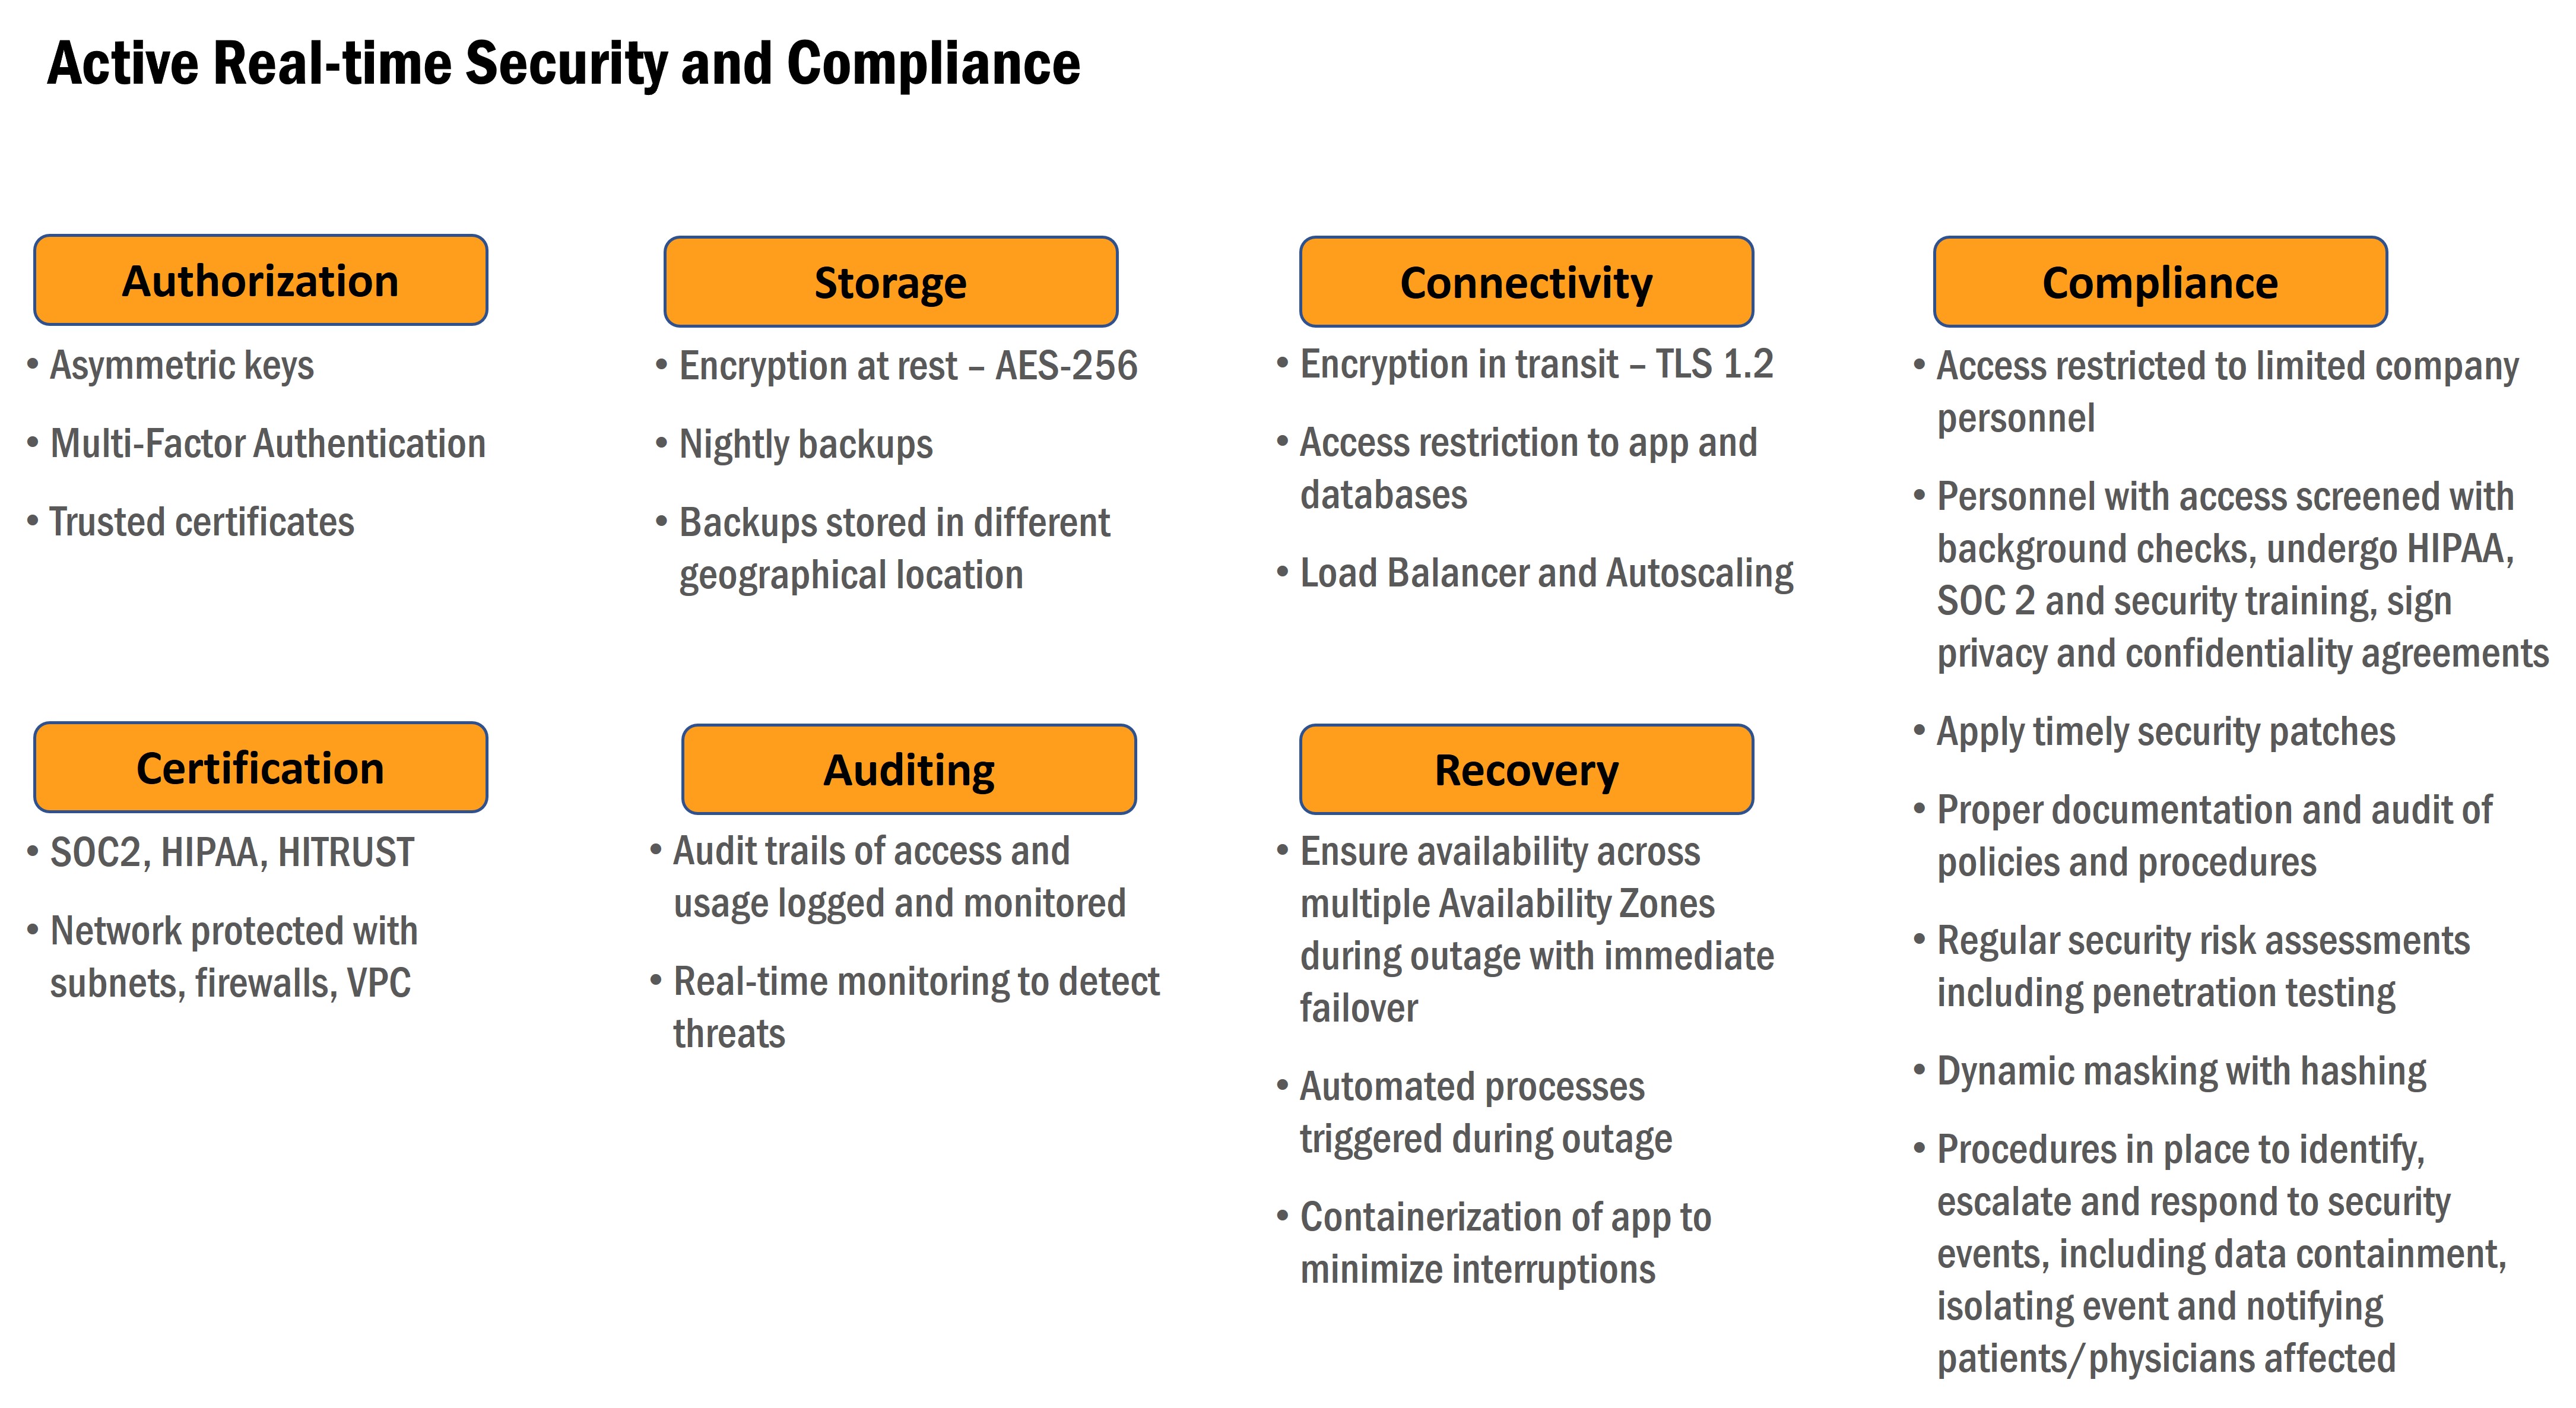 Active Real-time Security and Compliance
Authorization
• Asymmetric keys
• Multi-Factor Authentication
• Trusted certificates
Storage
• Encryption at rest – AES-256
• Nightly backups
• Backups stored in different
geographical location
Connectivity
• Encryption in transit – TLS 1.2
• Access restriction to app and
databases
• Load Balancer and Autoscaling
Compliance
• Access restricted to limited company
personnel
• Personnel with access screened with
background checks, undergo HIPAA,
SOC 2 and security training, sign
privacy and confidentiality agreements
• Apply timely security patches
• Proper documentation and audit of
policies and procedures
• Regular security risk assessments
including penetration testing
• Dynamic masking with hashing
• Procedures in place to identify,
escalate and respond to security
events, including data containment,
isolating event and notifying
patients/physicians affected
Certification
• SOC2, HIPAA, HITRUST
• Network protected with
subnets, firewalls, VPC
Auditing
• Audit trails of access and
usage logged and monitored
• Real-time monitoring to detect
threats
Recovery
• Ensure availability across
multiple Availability Zones
during outage with immediate
failover
• Automated processes
triggered during outage
• Containerization of app to
minimize interruptions